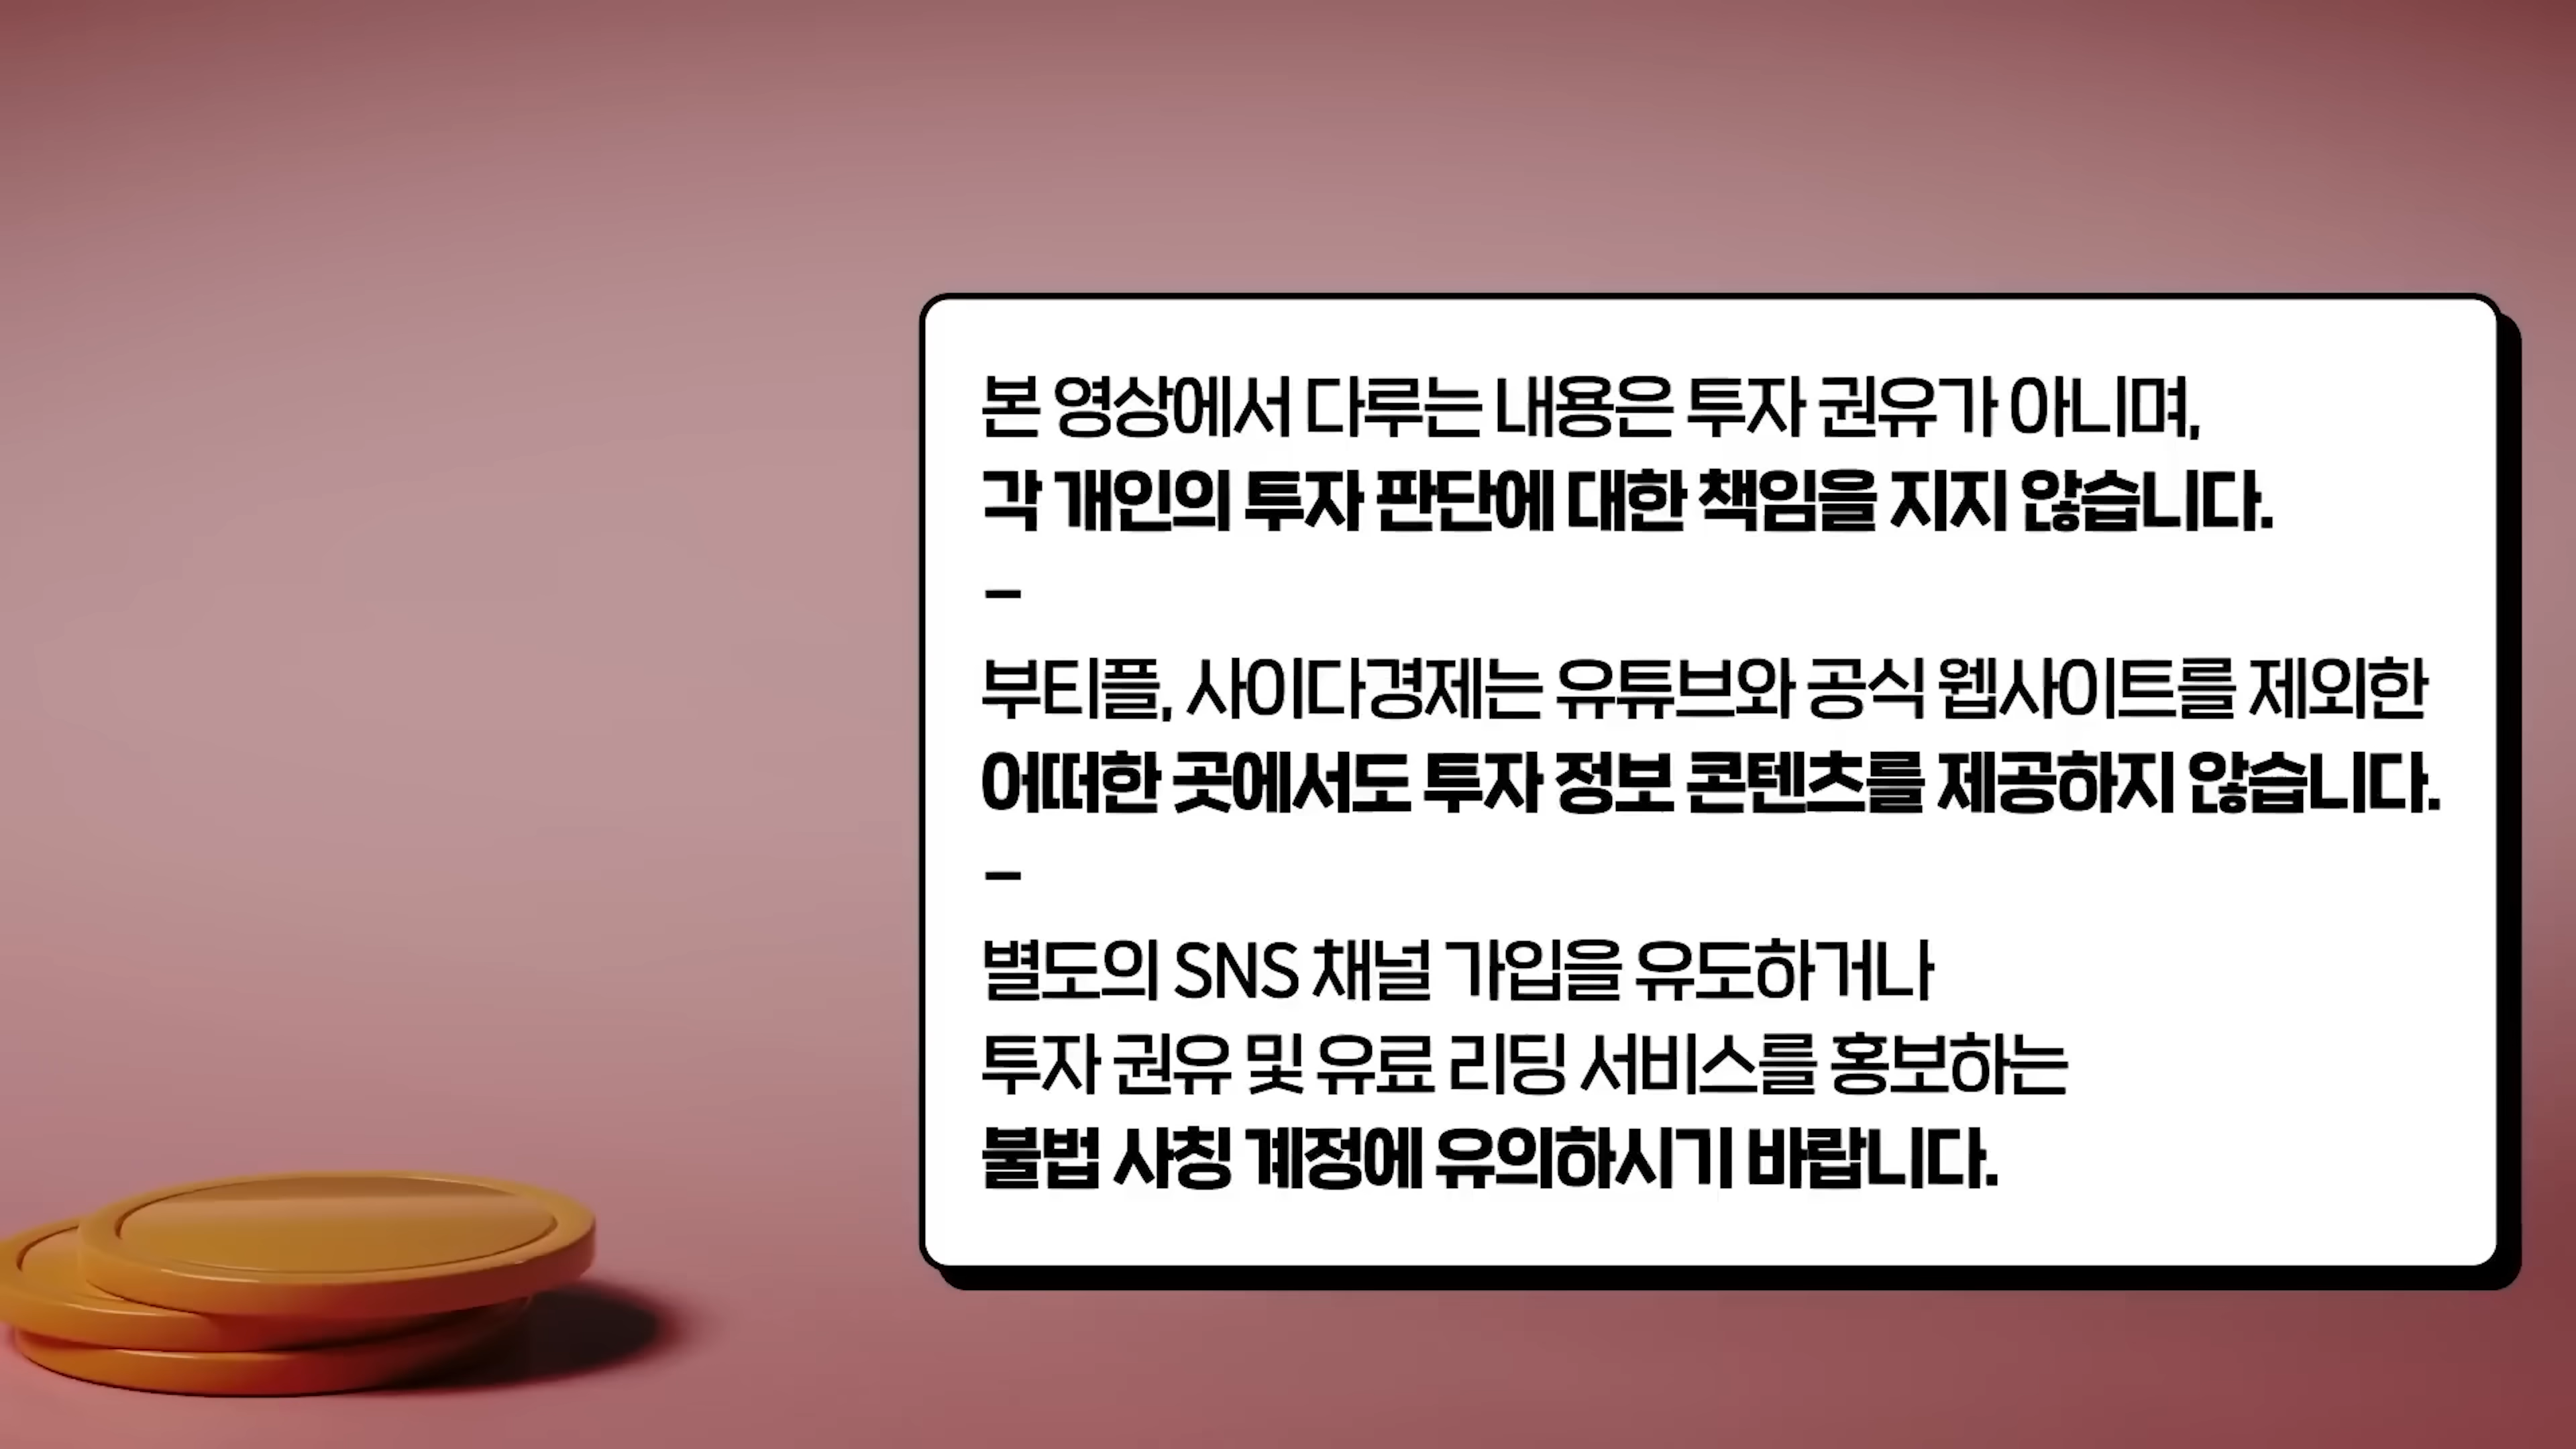 본 영상에서 다루는 내용은 투자 권유가 아니며,
각 개인의 투자 판단에 대한 책임을 지지 않습니다.
–
부티플, 사이다경제는 유튜브와 공식 웹사이트를 제외한
어떠한 곳에서도 투자 정보 콘텐츠를 제공하지 않습니다.
–
별도의 SNS 채널 가입을 유도하거나
투자 권유 및 유료 리딩 서비스를 홍보하는
불법 사칭 계정에 유의하시기 바랍니다.